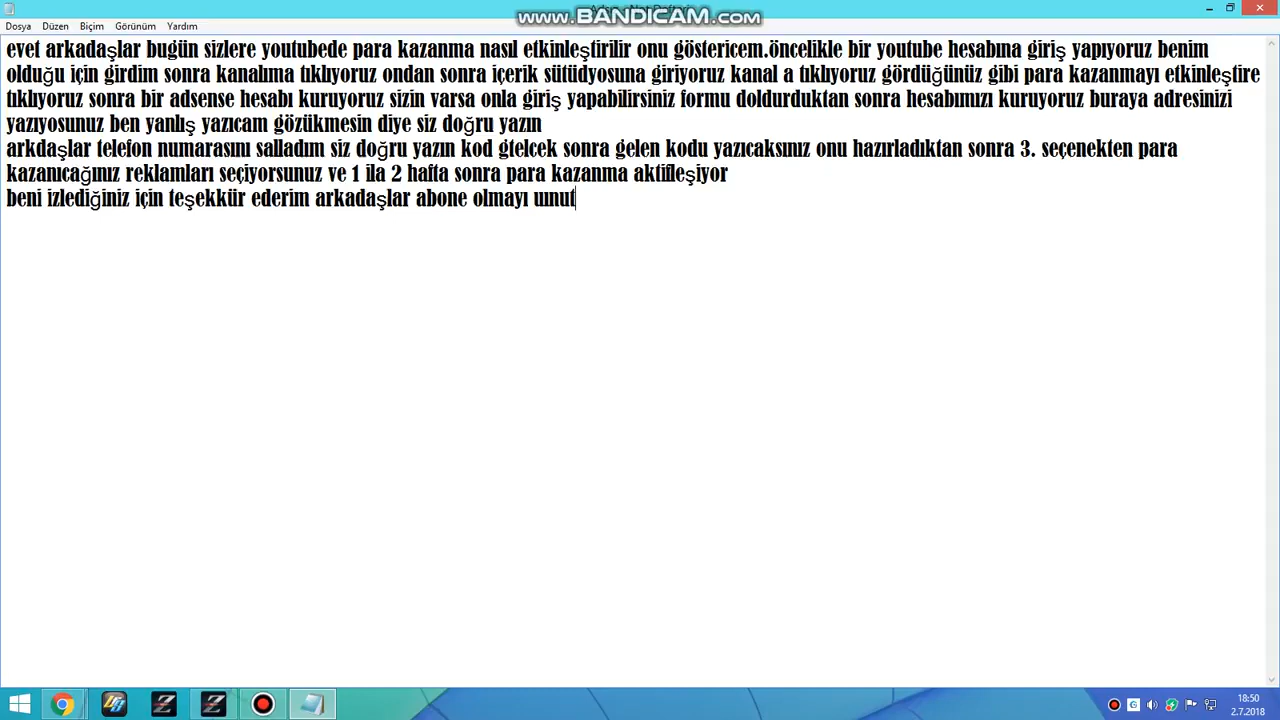 www.BANDICAM.com
Dosya Düzen Biçim Görünüm Yardım
evet arkadaşlar bugün sizlere youtubede para kazanma nasıl etkinleştirilir onu göstericem.öncelikle bir youtube hesabına giriş yapıyoruz benim
olduğu için girdim sonra kanalıma tıklıyoruz ondan sonra içerik sütüdyosuna giriyoruz kanal a tıklıyoruz gördüğünüz gibi para kazanmayı etkinleştire
tıklıyoruz sonra bir adsense hesabı kuruyoruz sizin varsa onla giriş yapabilirsiniz formu doldurduktan sonra hesabımızı kuruyoruz buraya adresinizi
yazıyosunuz ben yanlış yazıcam gözükmesin diye siz doğru yazın
arkdaşlar telefon numarasını salladım siz doğru yazın kod gtelcek sonra gelen kodu yazıcaksınız onu hazırladıktan sonra 3. seçenekten para
kazanıcağınız reklamları seçiyorsunuz ve 1 ila 2 hafta sonra para kazanma aktifleşiyor
beni izlediğiniz için teşekkür ederim arkadaşlar abone olmayı uınut
18:50
2.7.2018